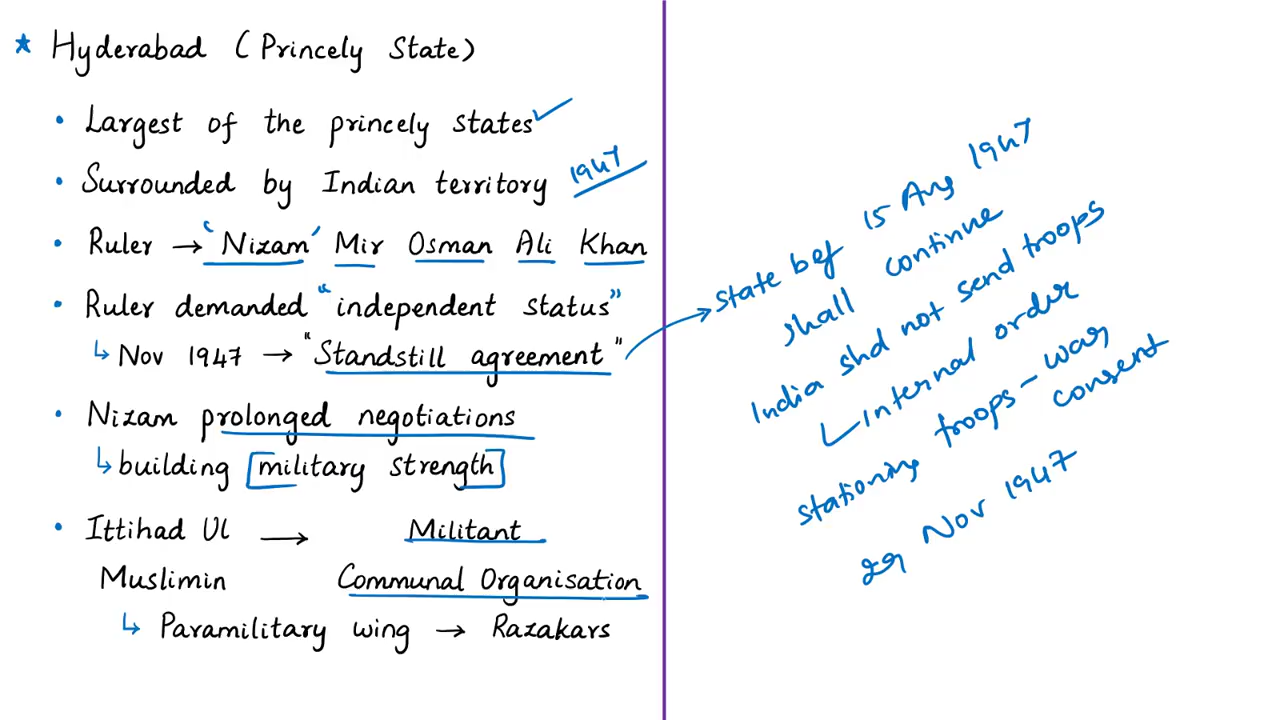 ★ Hyderabad (Princely State)
• Largest of the princely states ✓
• Surrounded by Indian territory 1947
• Ruler → 'Nizam' Mir Osman Ali Khan
• Ruler demanded "independent status"
↳ Nov 1947 → "Standstill agreement"
• Nizam prolonged negotiations
↳ building [military strength]
• Ittihad Ul → Militant
Muslimin Communal Organisation
↳ Paramilitary wing → Razakars
→ State bef 15 Aug 1947
shall continue
India shd not send troops
Internal order
stationing troops - war
consent
29 Nov 1947